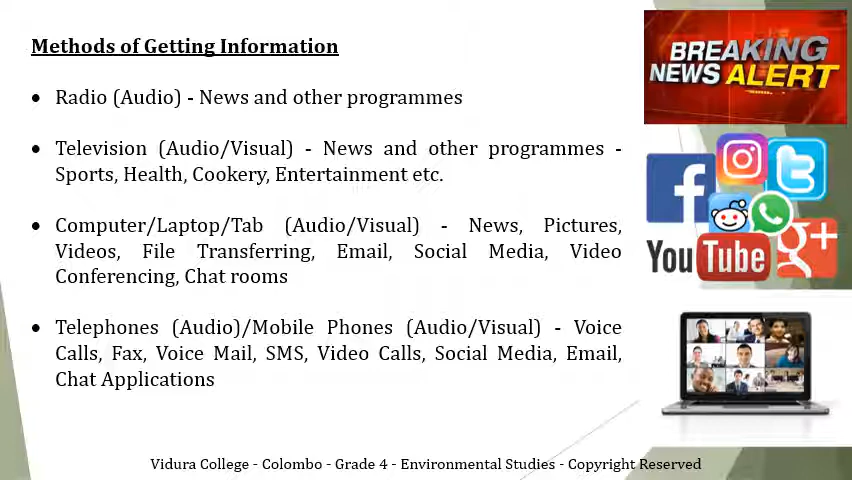 Methods of Getting Information
• Radio (Audio) - News and other programmes
• Television (Audio/Visual) - News and other programmes -
Sports, Health, Cookery, Entertainment etc.
• Computer/Laptop/Tab (Audio/Visual) - News, Pictures,
Videos, File Transferring, Email, Social Media, Video
Conferencing, Chat rooms
• Telephones (Audio)/Mobile Phones (Audio/Visual) - Voice
Calls, Fax, Voice Mail, SMS, Video Calls, Social Media, Email,
Chat Applications
BREAKING
NEWS ALERT
f
YouTube
g+
Vidura College - Colombo - Grade 4 - Environmental Studies - Copyright Reserved